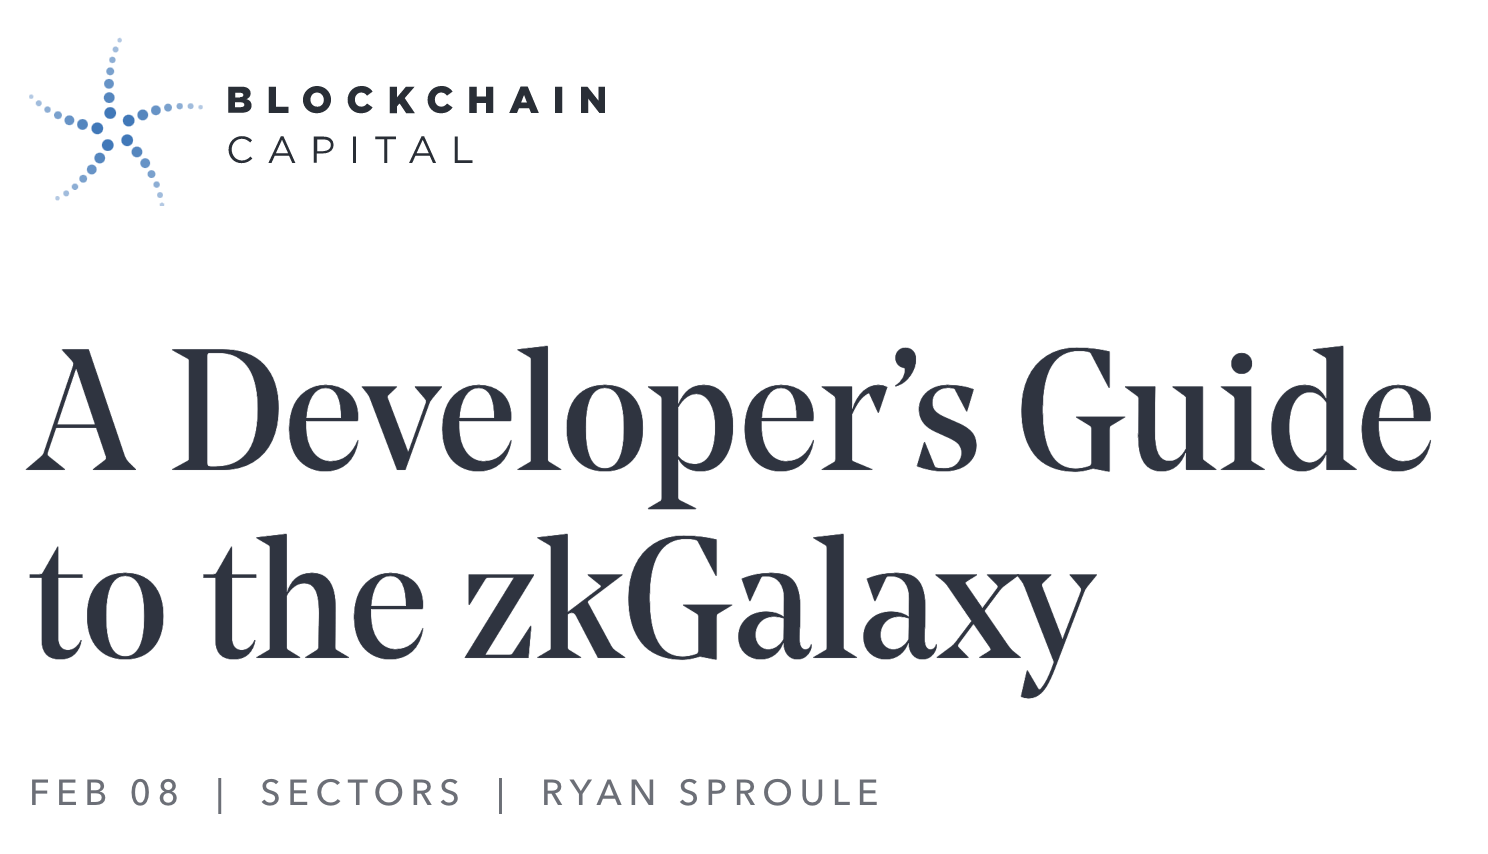 BLOCKCHAIN
CAPITAL
A Developer’s Guide
to the zkGalaxy
FEB 08 | SECTORS | RYAN SPROULE